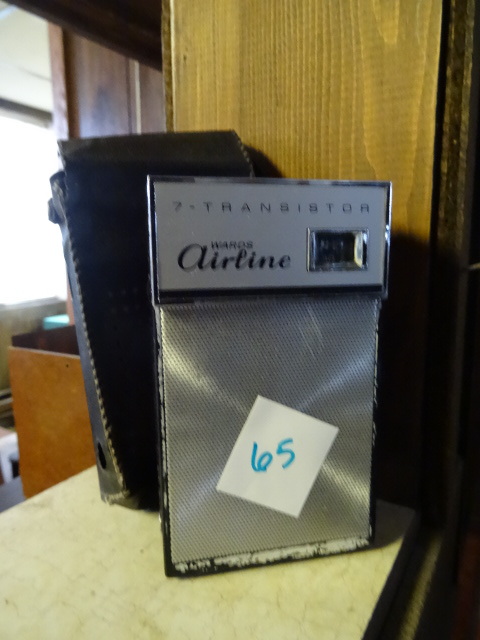 7-TRANSISTOR
WARDS
Airline
65